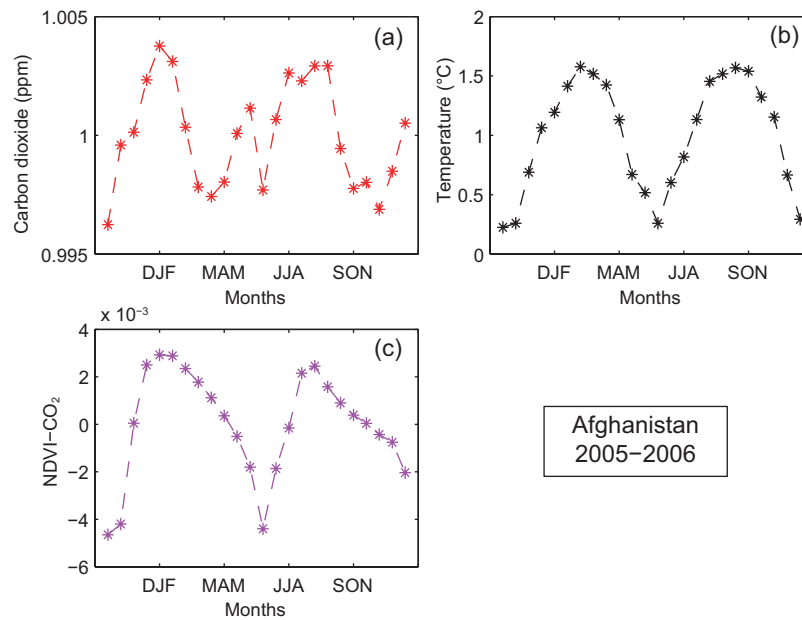 1.005
1
0.995
Carbon dioxide (ppm)
(a)
DJF MAM JJA SON
Months
2
1.5
1
0.5
0
Temperature (°C)
(b)
DJF MAM JJA SON
Months
x 10⁻³
4
2
0
−2
−4
−6
NDVI−CO₂
(c)
DJF MAM JJA SON
Months
Afghanistan
2005−2006